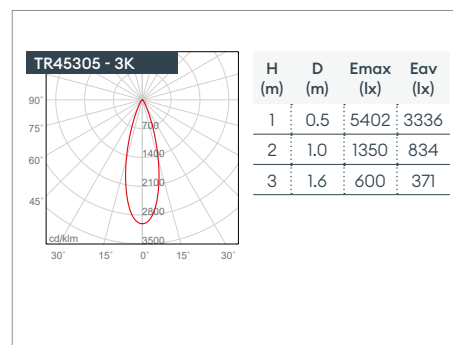 TR45305 - 3K
90°
75°
60°
45°
700
1400
2100
2800
3500
cd/klm
30° 15° 0° 15° 30°
H D Emax Eav
(m) (m) (lx) (lx)
1 0.5 5402 3336
2 1.0 1350 834
3 1.6 600 371